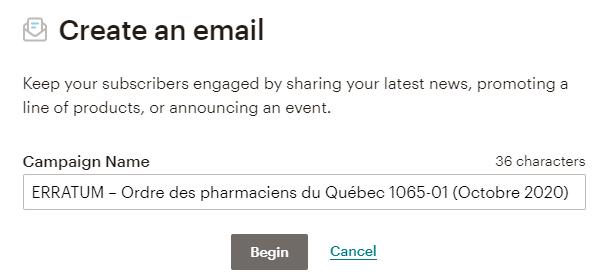 Create an email
Keep your subscribers engaged by sharing your latest news, promoting a
line of products, or announcing an event.
Campaign Name
36 characters
ERRATUM – Ordre des pharmaciens du Québec 1065-01 (Octobre 2020)
Begin
Cancel